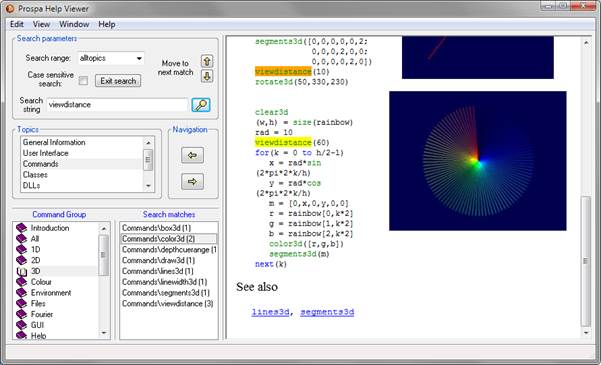 Prospa Help Viewer
Edit View Window Help
Search parameters
Search range: alltopics
Case sensitive search:
Exit search
Move to next match
Search string viewdistance
Topics
General Information
User Interface
Commands
Classes
DLLs
Navigation
Command Group
Introduction
All
1D
2D
3D
Colour
Environment
Files
Fourier
GUI
Help
Search matches
Commands\box3d (1)
Commands\color3d (2)
Commands\depthcuerange (1)
Commands\draw3d (1)
Commands\lines3d (1)
Commands\linewidth3d (1)
Commands\segments3d (1)
Commands\viewdistance (3)
segments3d([0,0,0,0,0,2;
0,0,0,2,0,0;
0,0,0,0,2,0])
viewdistance(10)
rotate3d(50,330,230)
clear3d
(w,h) = size(rainbow)
rad = 10
viewdistance(60)
for(k = 0 to h/2-1)
x = rad*sin
(2*pi*2*k/h)
y = rad*cos
(2*pi*2*k/h)
m = [0,x,0,y,0,0]
r = rainbow[0,k*2]
g = rainbow[1,k*2]
b = rainbow[2,k*2]
color3d([r,g,b])
segments3d(m)
next(k)
See also
lines3d, segments3d